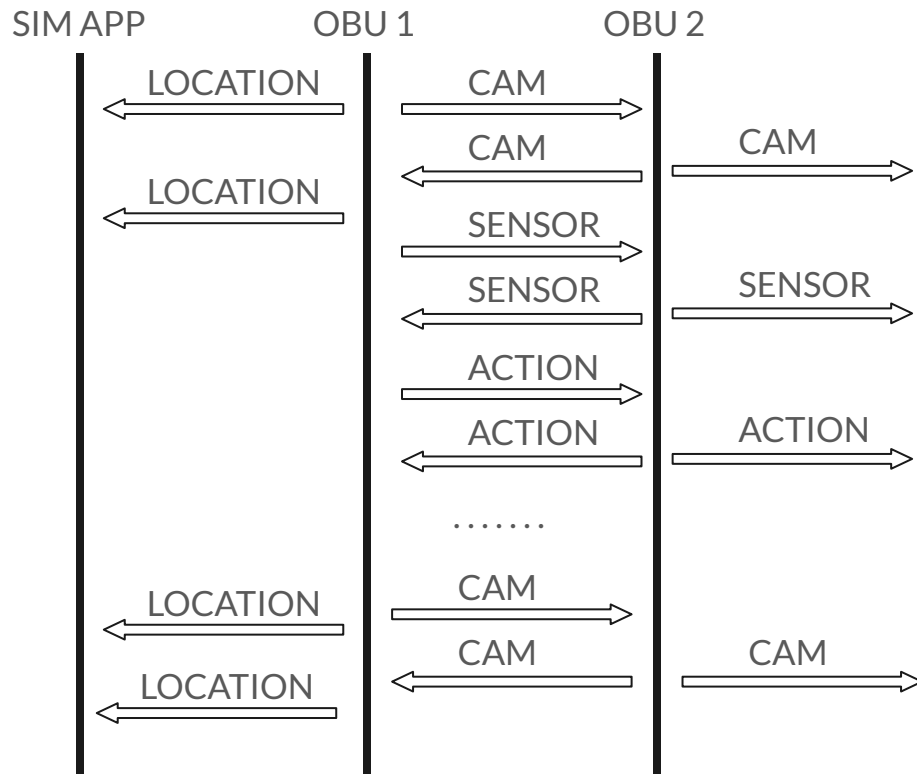 SIM APP OBU 1 OBU 2
LOCATION CAM
CAM CAM
LOCATION
SENSOR
SENSOR SENSOR
ACTION
ACTION ACTION
.......
LOCATION CAM
CAM CAM
LOCATION